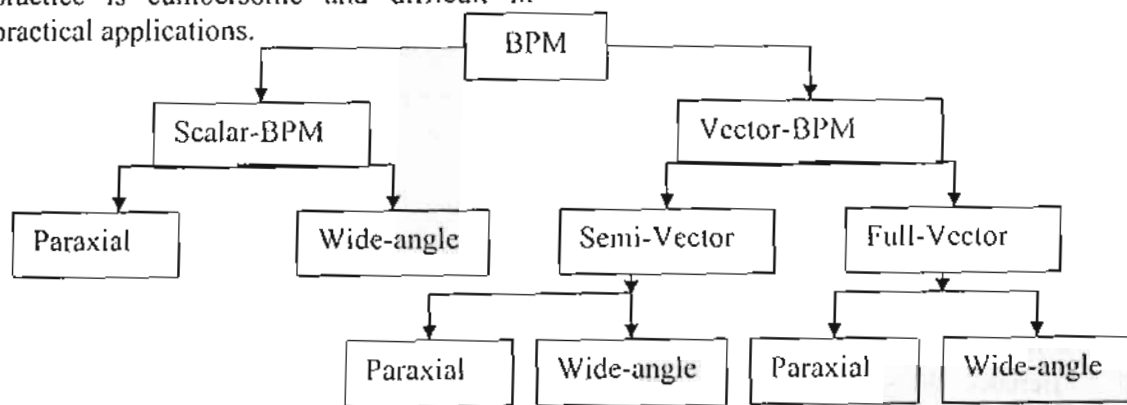 practical applications.
BPM
Scalar-BPM Vector-BPM
Paraxial Wide-angle Semi-Vector Full-Vector
Paraxial Wide-angle Paraxial Wide-angle